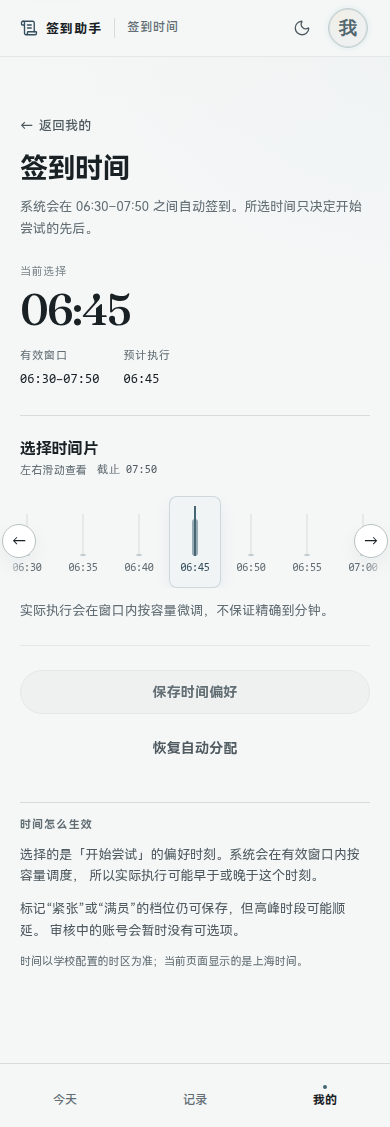 签到助手 签到时间 我
← 返回我的
签到时间
系统会在 06:30–07:50 之间自动签到。所选时间只决定开始
尝试的先后。
当前选择
06:45
有效窗口 预计执行
06:30–07:50 06:45
选择时间片
左右滑动查看 截止 07:50
← →
06:30 06:35 06:40 06:45 06:50 06:55 07:00
实际执行会在窗口内按容量微调，不保证精确到分钟。
保存时间偏好
恢复自动分配
时间怎么生效
选择的是「开始尝试」的偏好时刻。系统会在有效窗口内按
容量调度， 所以实际执行可能早于或晚于这个时刻。
标记“紧张”或“满员”的档位仍可保存，但高峰时段可能顺
延。 审核中的账号会暂时没有可选项。
时间以学校配置的时区为准；当前页面显示的是上海时间。
今天 记录 我的